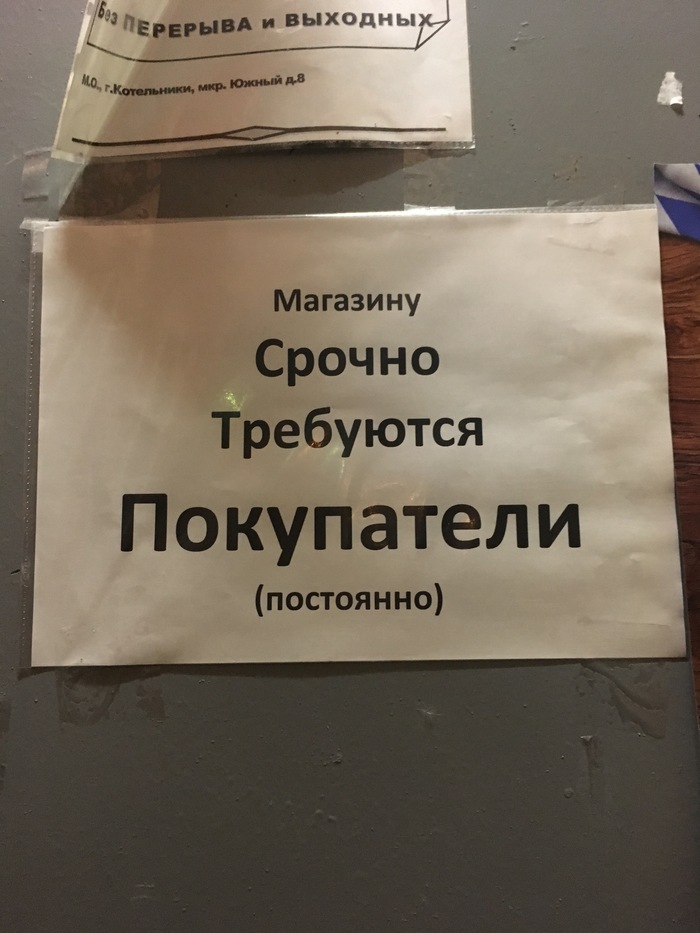 Без ПЕРЕРЫВА и ВЫХОДНЫХ
М.О., г.Котельники, мкр. Южный д.8
Магазину
Срочно
Требуются
Покупатели
(постоянно)